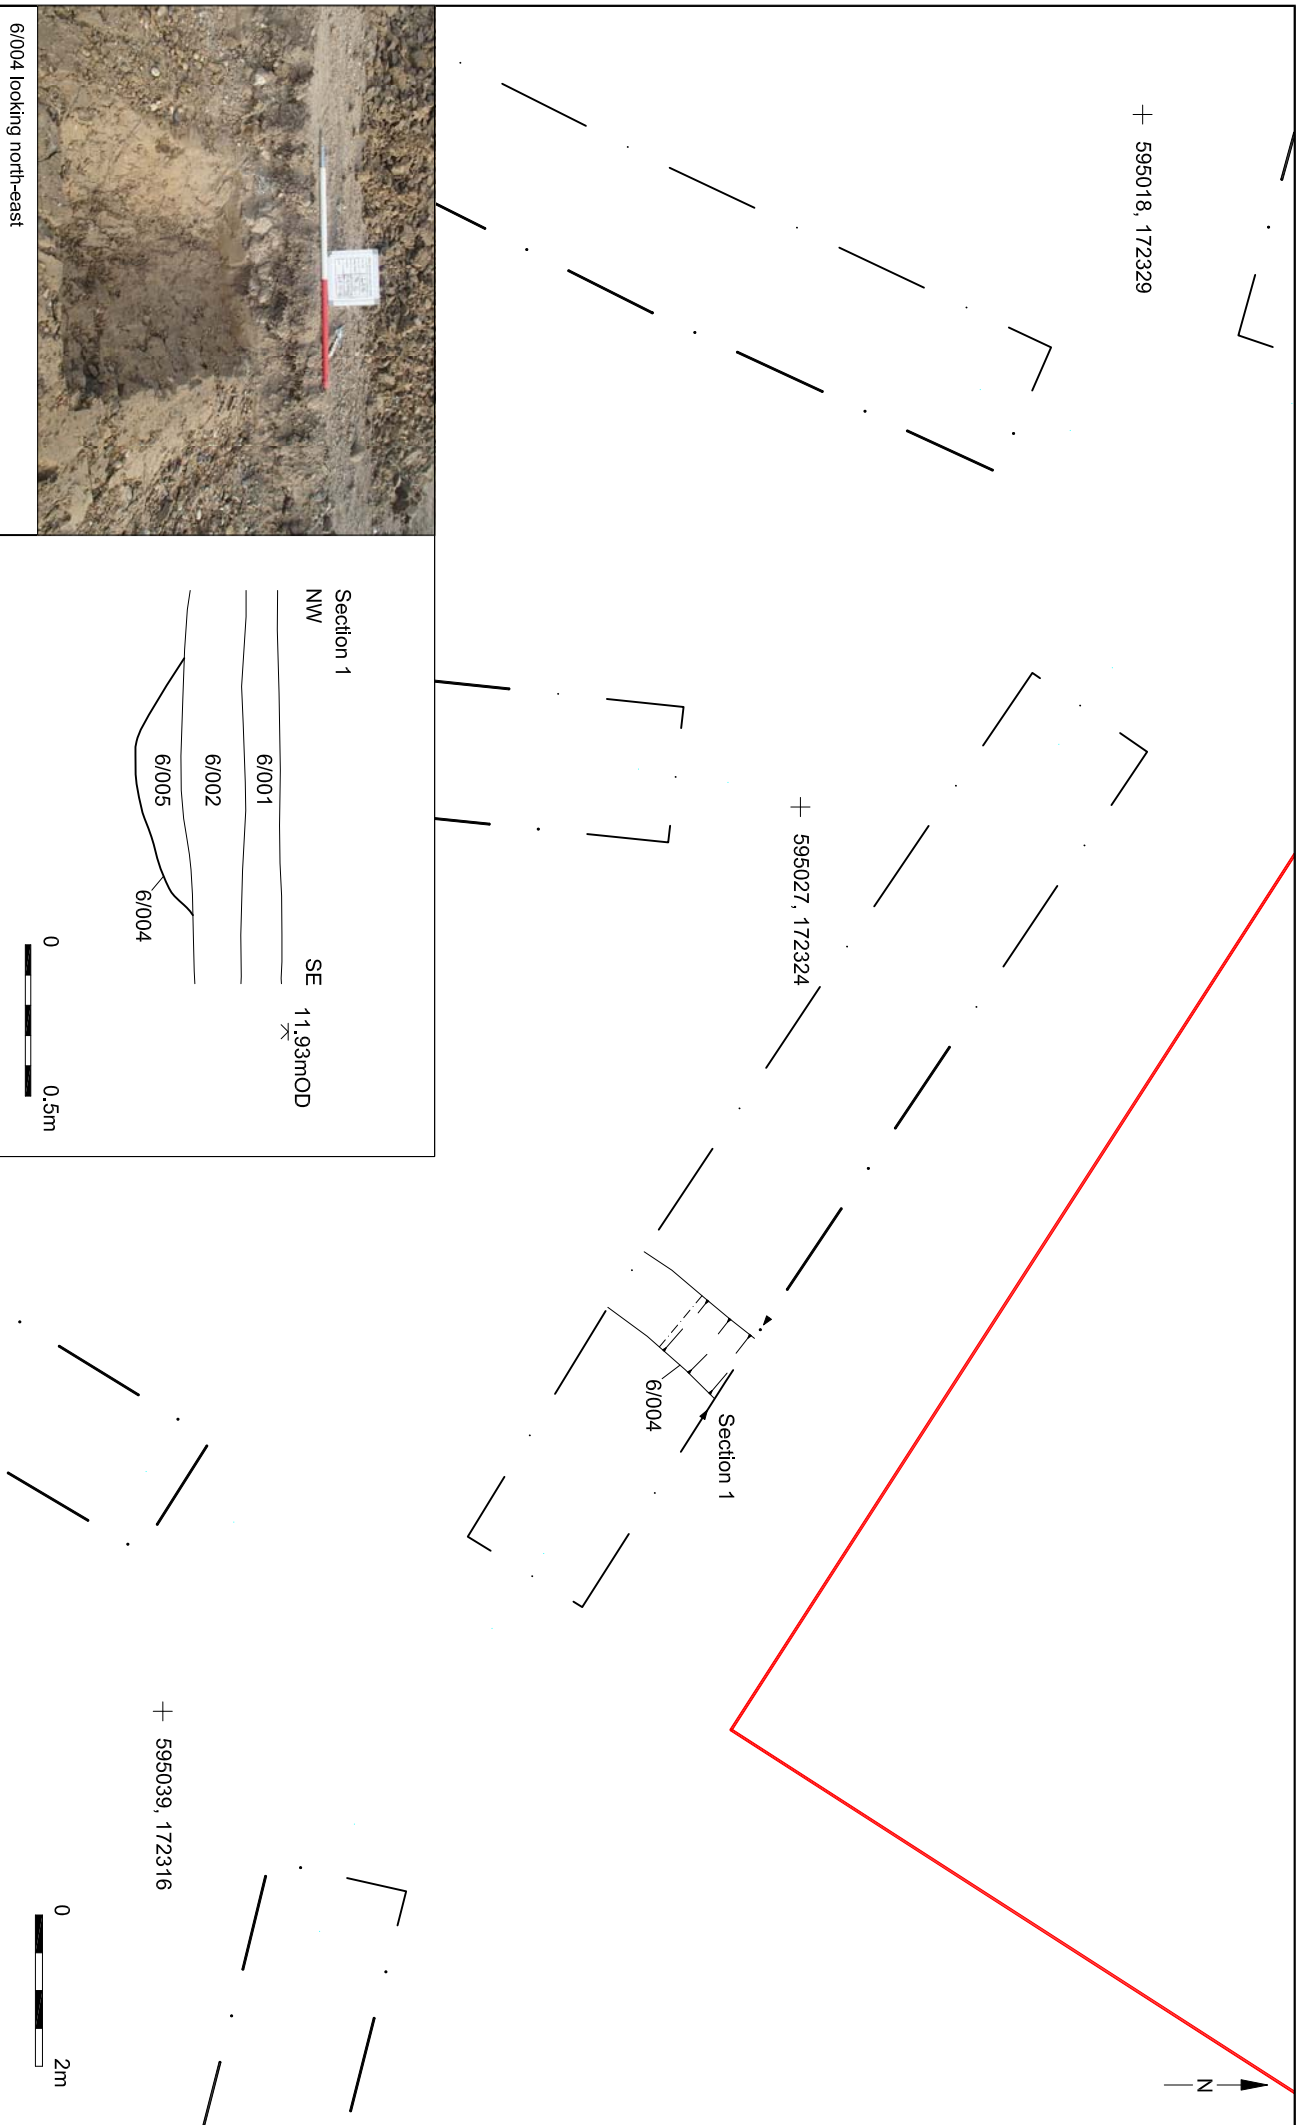 595018, 172329
595027, 172324
Section 1
6/004
595039, 172316
N
0 2m
6/004 looking north-east
Section 1
NW
SE
11.93mOD
6/001
6/002
6/005
6/004
0 0.5m